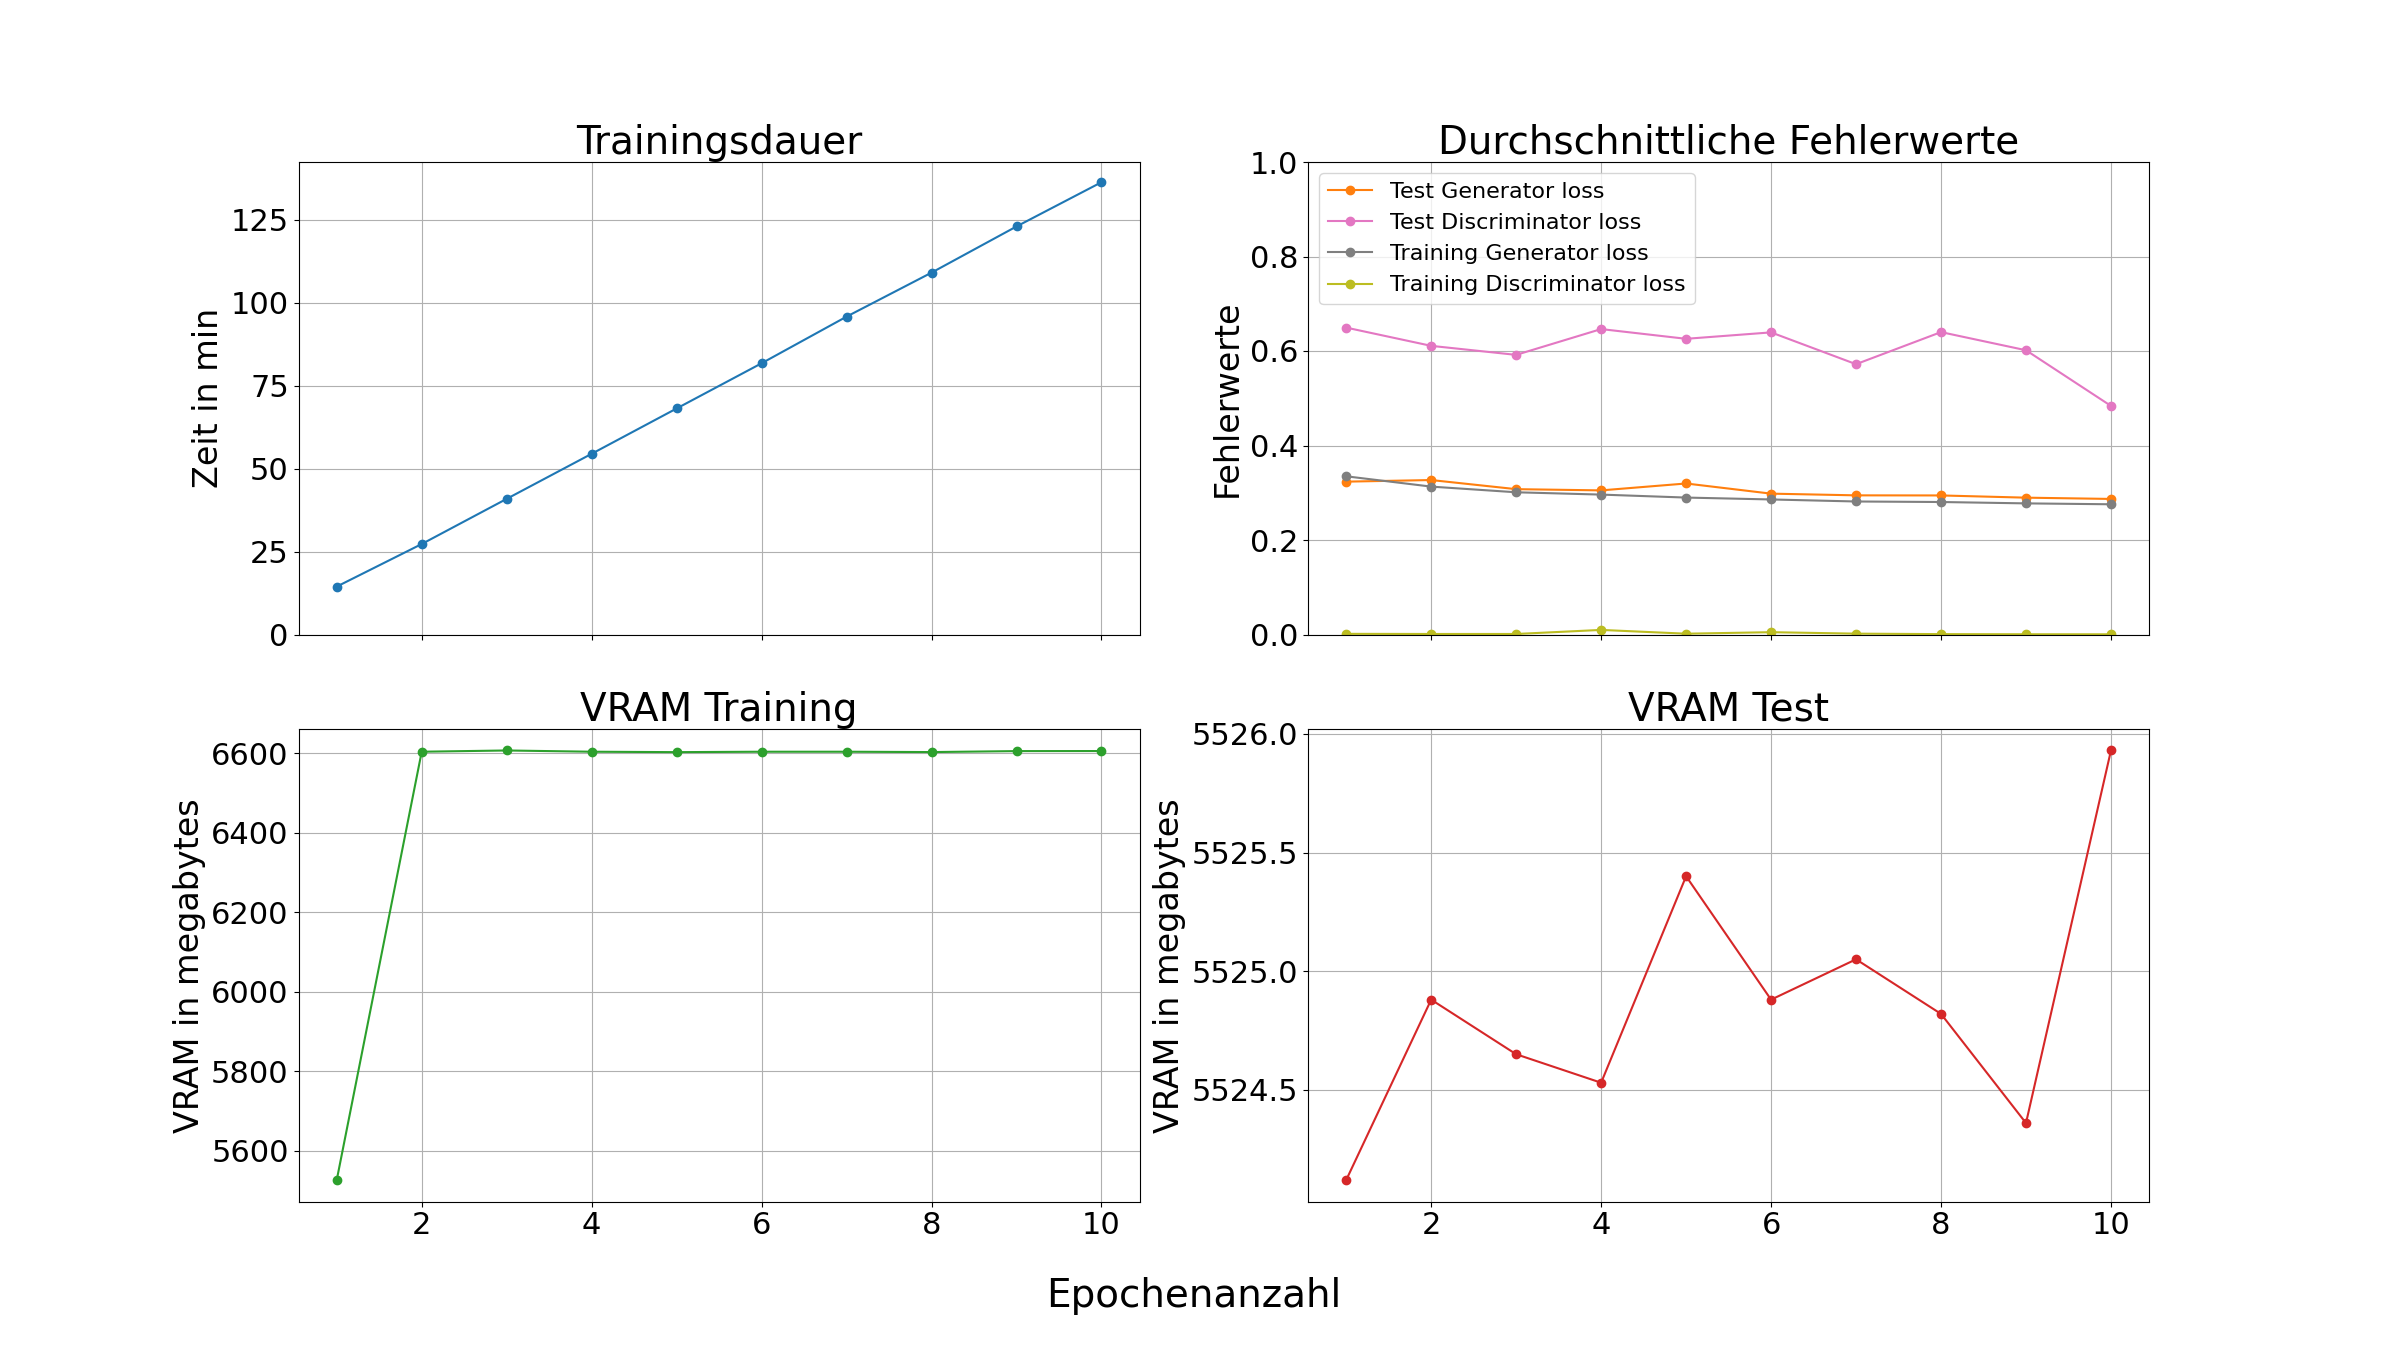 Trainingsdauer
Zeit in min
125
100
75
50
25
0
Durchschnittliche Fehlerwerte
Fehlerwerte
1.0
0.8
0.6
0.4
0.2
0.0
Test Generator loss
Test Discriminator loss
Training Generator loss
Training Discriminator loss
VRAM Training
VRAM in megabytes
6600
6400
6200
6000
5800
5600
2 4 6 8 10
VRAM Test
VRAM in megabytes
5526.0
5525.5
5525.0
5524.5
2 4 6 8 10
Epochenanzahl